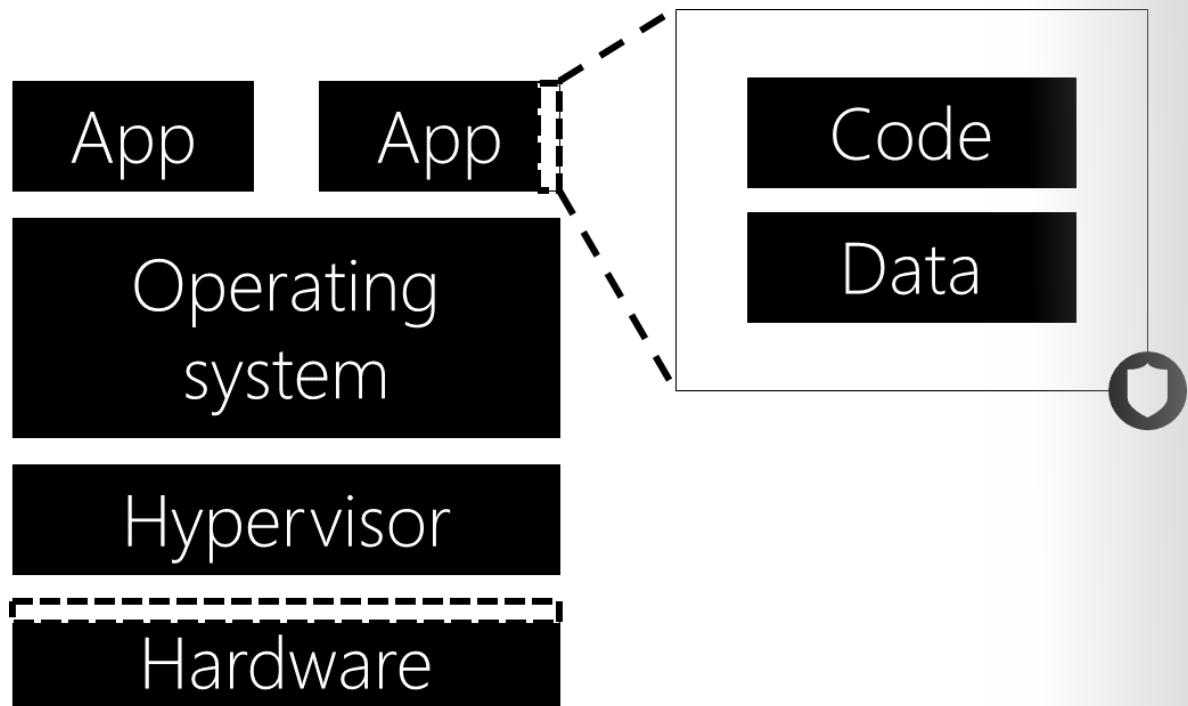 App
App
Code
Data
Operating
system
Hypervisor
Hardware